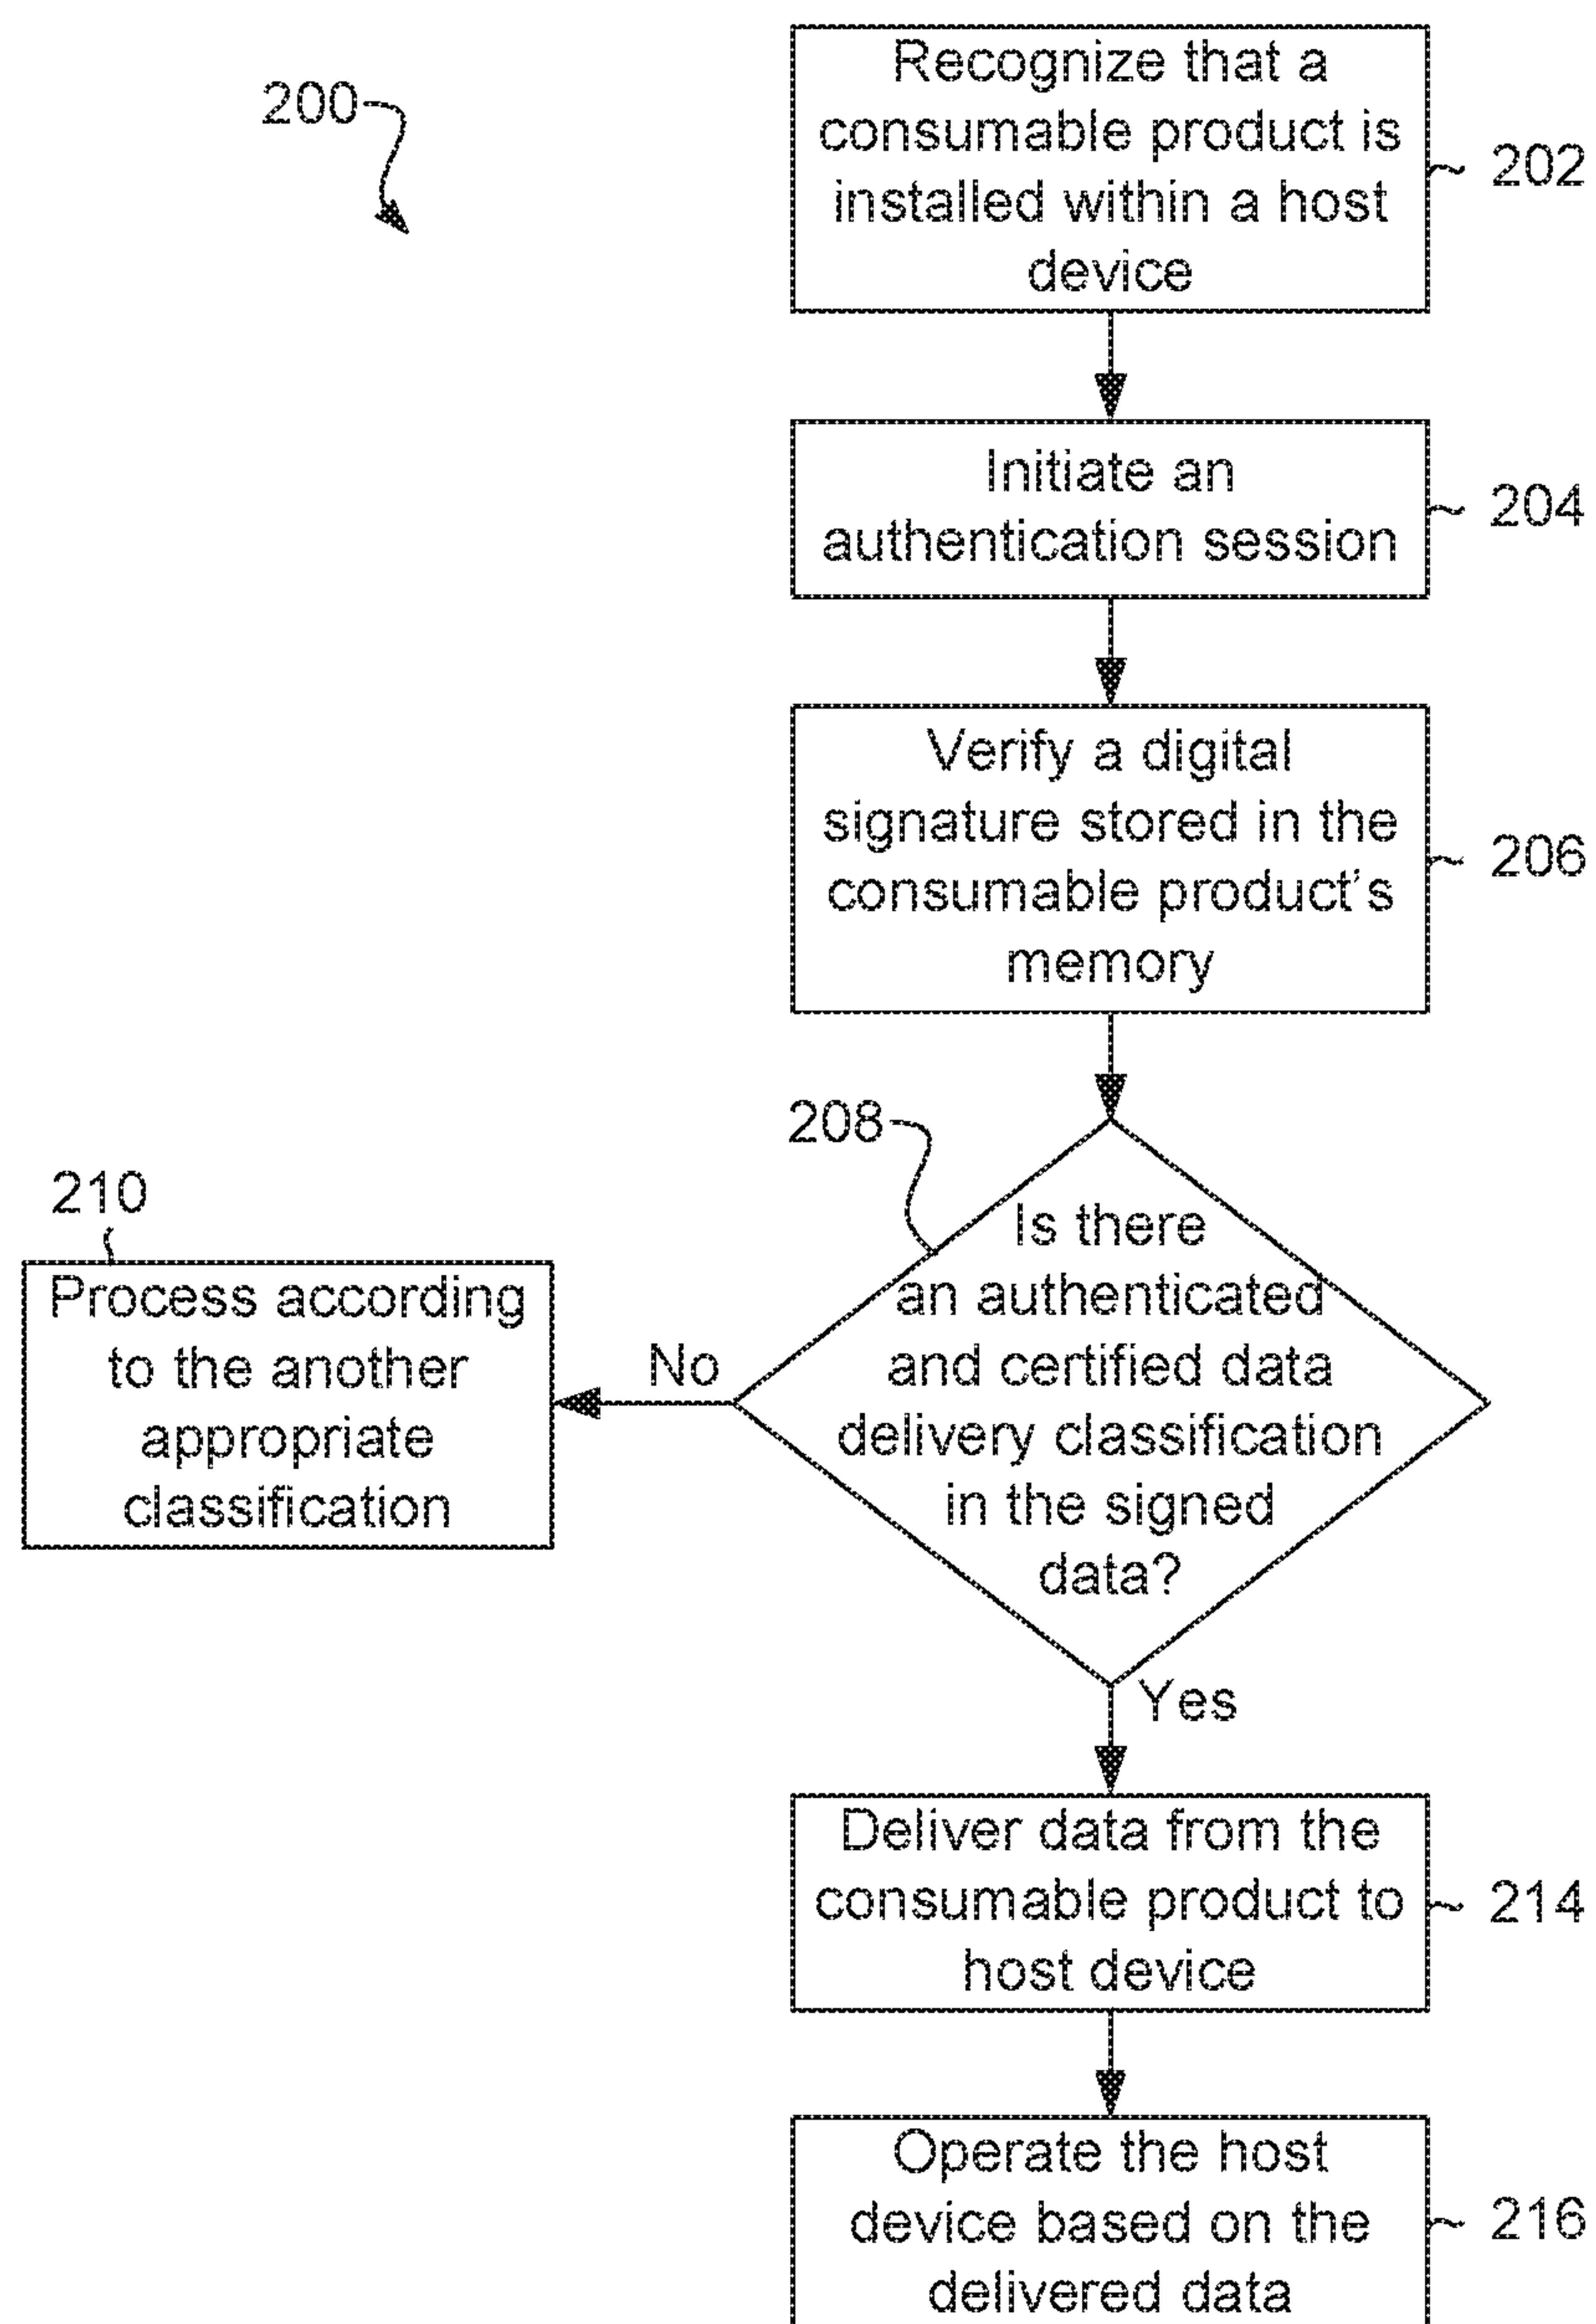 200
Recognize that a
consumable product is
installed within a host
device
202
Initiate an
authentication session
204
Verify a digital
signature stored in the
consumable product's
memory
206
208
Is there
an authenticated
and certified data
delivery classification
in the signed
data?
No
210
Process according
to the another
appropriate
classification
Yes
Deliver data from the
consumable product to
host device
214
Operate the host
device based on the
delivered data
216